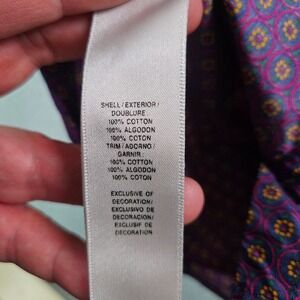 SHELL/EXTERIOR/
DOUBLURE:
100% COTTON
100% ALGODON
100% COTON
TRIM/ADORNO/
GARNIR:
100% COTTON
100% ALGODON
100% COTON
EXCLUSIVE OF
DECORATION/
EXCLUSIVO DE
DECORACION/
EXCLUSIF DE
DECORATION